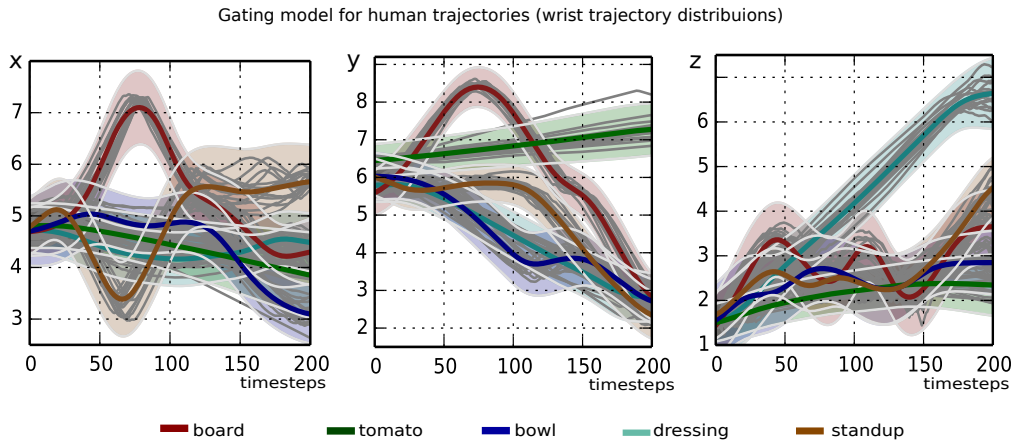 Gating model for human trajectories (wrist trajectory distribuions)
x
7
6
5
4
3
0 50 100 150 200
timesteps
y
8
7
6
5
4
3
2
0 50 100 150 200
timesteps
z
6
5
4
3
2
1
0 50 100 150 200
timesteps
board tomato bowl dressing standup